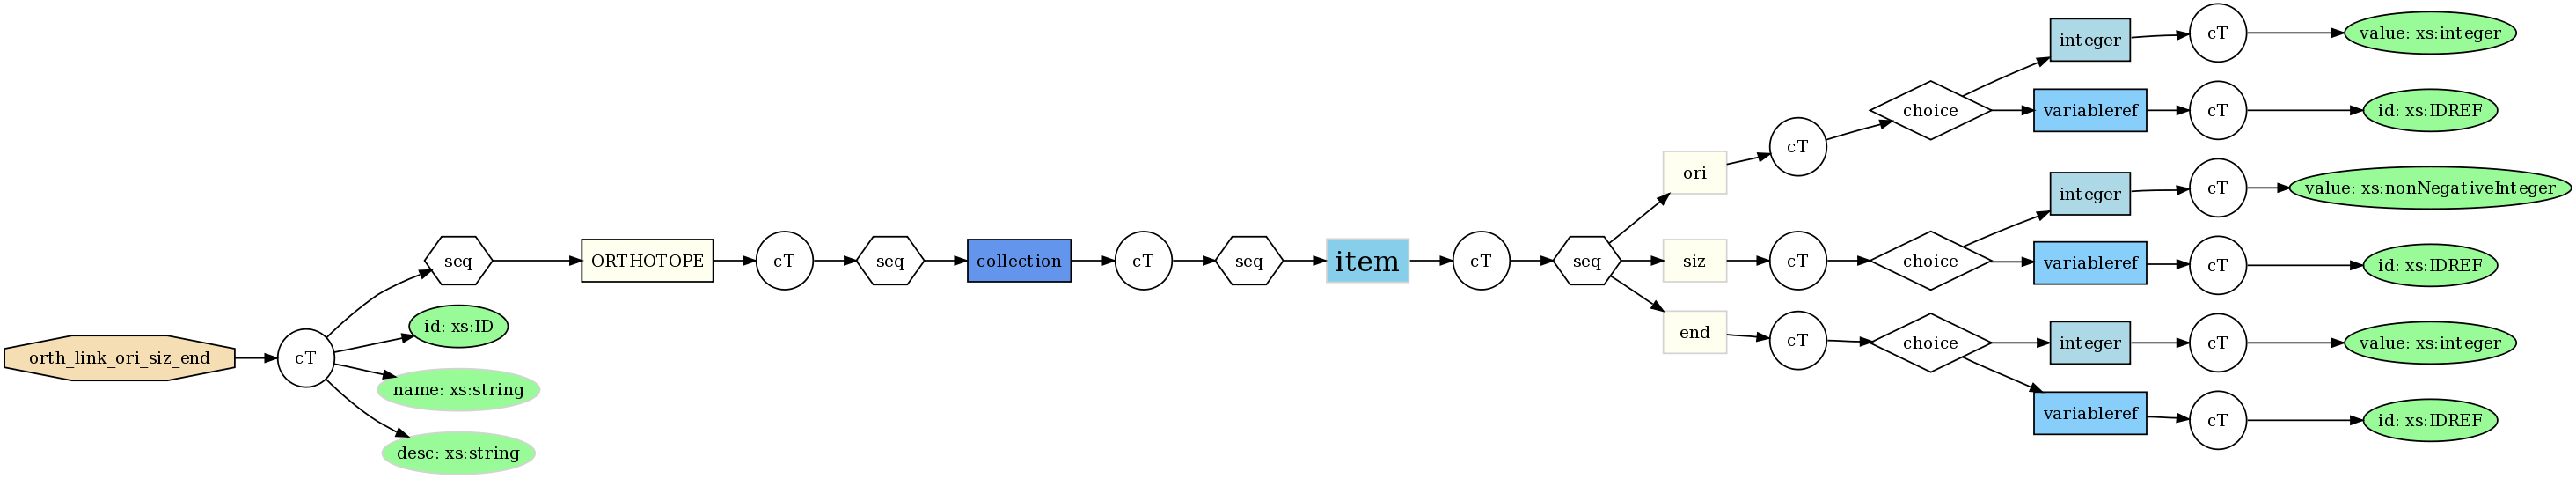 orth_link_ori_siz_end
cT
seq
id: xs:ID
name: xs:string
desc: xs:string
ORTHOTOPE
cT
seq
collection
cT
seq
item
cT
seq
ori
cT
choice
integer
cT
value: xs:integer
variableref
cT
id: xs:IDREF
siz
cT
choice
integer
cT
value: xs:nonNegativeInteger
variableref
cT
id: xs:IDREF
end
cT
choice
integer
cT
value: xs:integer
variableref
cT
id: xs:IDREF